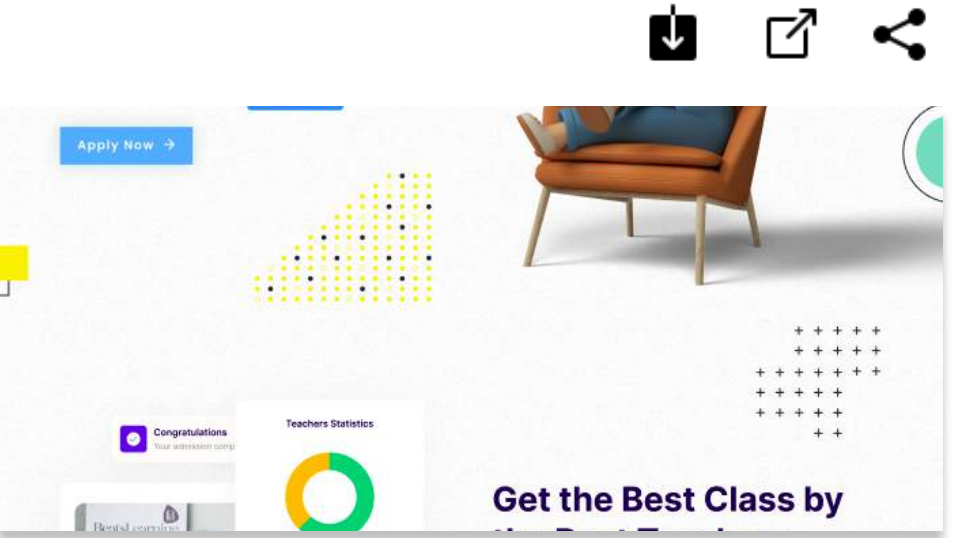 Apply Now →
Teachers Statistics
Congratulations
Your admission comp
Get the Best Class by